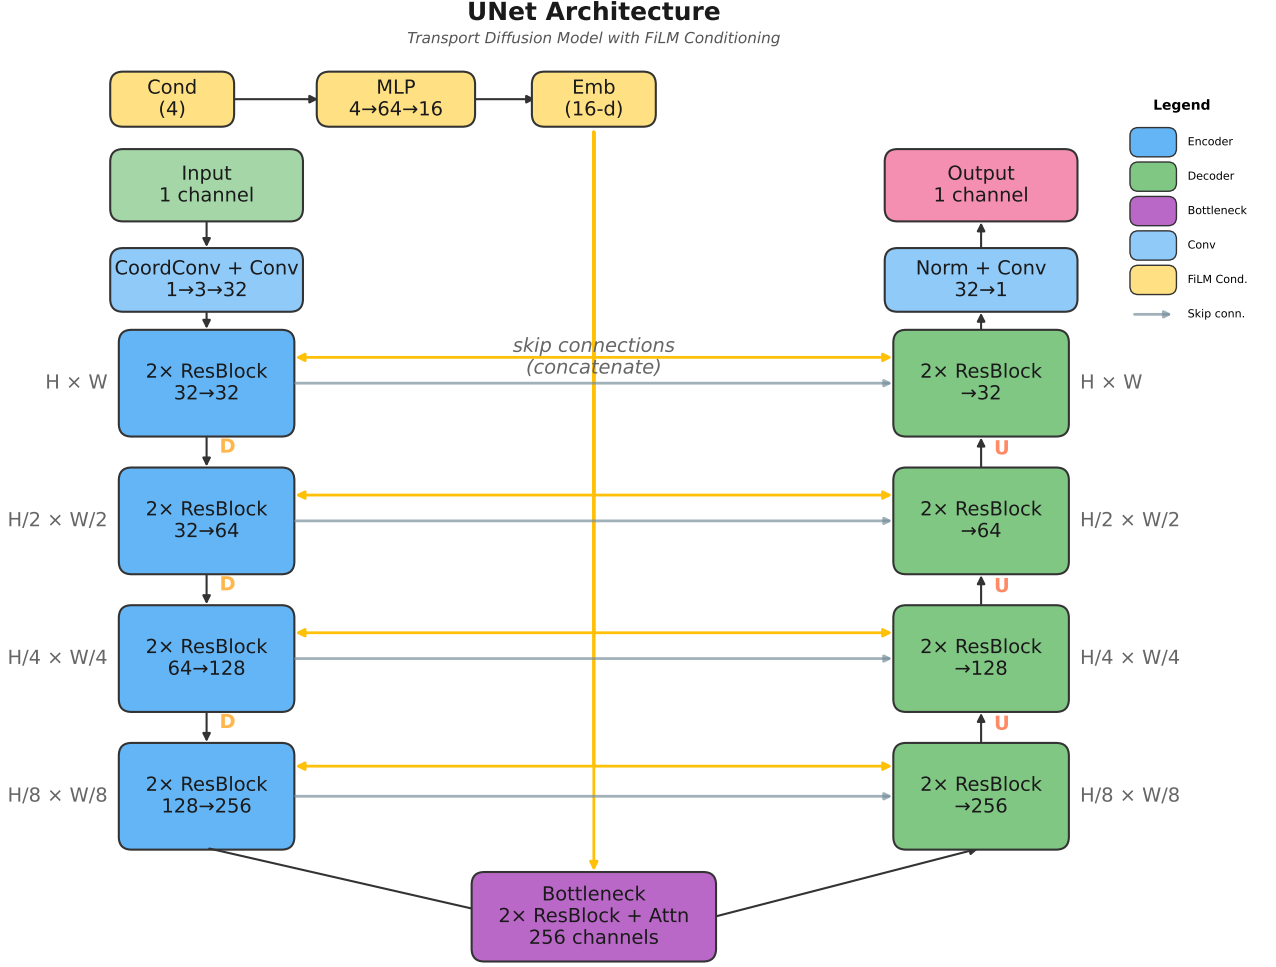 UNet Architecture
Transport Diffusion Model with FiLM Conditioning
Cond
(4)
MLP
4→64→16
Emb
(16-d)
Legend
Encoder
Decoder
Bottleneck
Conv
FiLM Cond.
Skip conn.
Input
1 channel
Output
1 channel
CoordConv + Conv
1→3→32
Norm + Conv
32→1
skip connections
(concatenate)
H × W
2× ResBlock
32→32
2× ResBlock
→32
H × W
D
U
H/2 × W/2
2× ResBlock
32→64
2× ResBlock
→64
H/2 × W/2
D
U
H/4 × W/4
2× ResBlock
64→128
2× ResBlock
→128
H/4 × W/4
D
U
H/8 × W/8
2× ResBlock
128→256
2× ResBlock
→256
H/8 × W/8
Bottleneck
2× ResBlock + Attn
256 channels